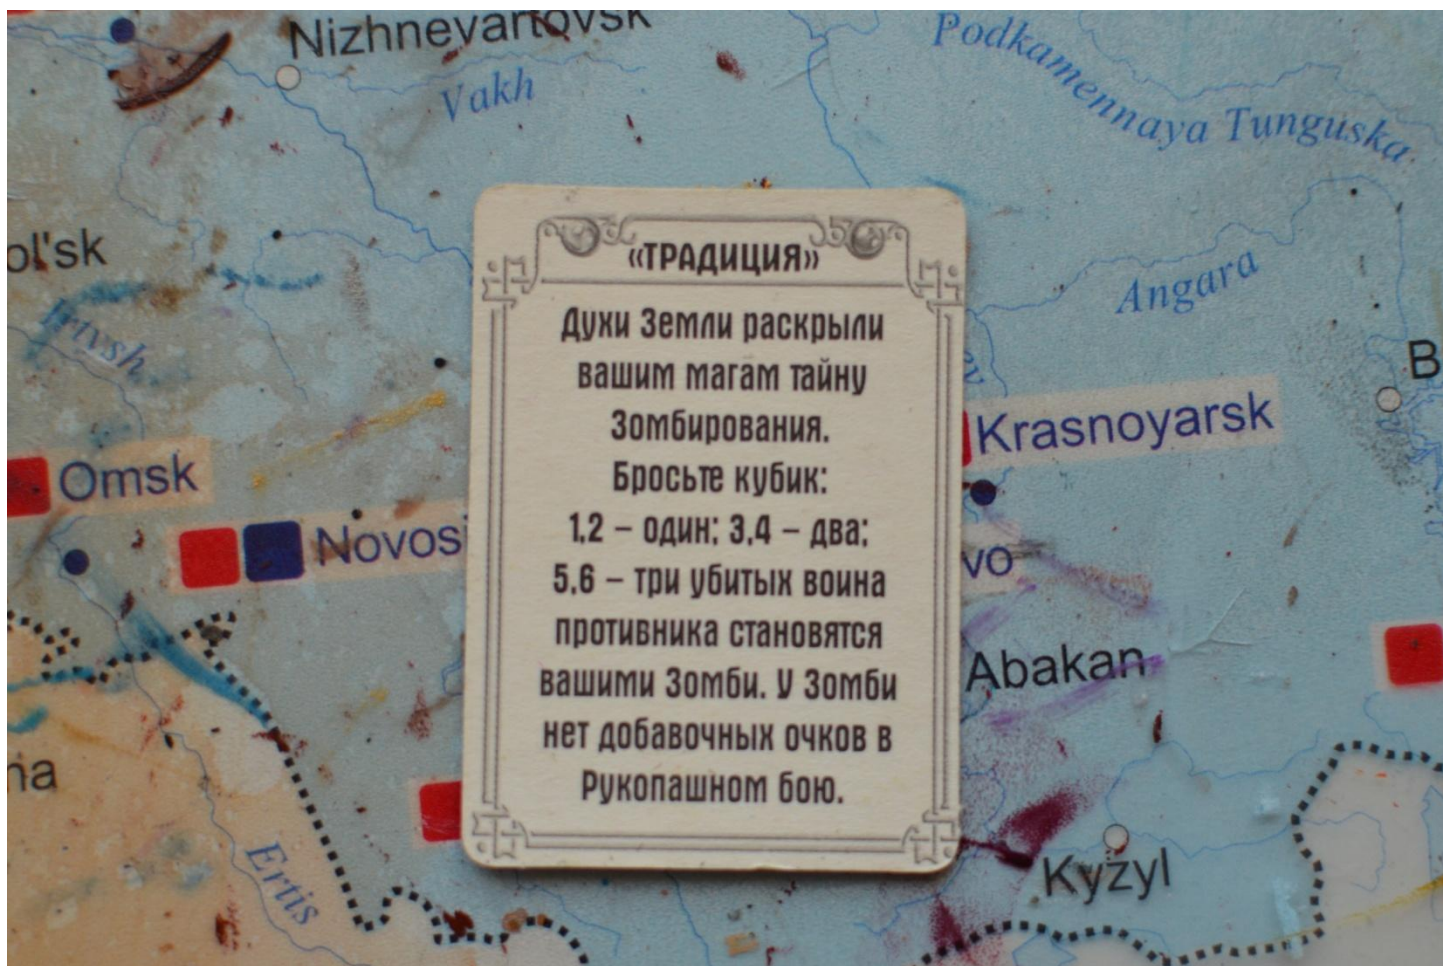 Nizhnevartovsk
Vakh
Podkamennaya Tunguska
ol'sk
Irtysh
Angara
«ТРАДИЦИЯ»
Духи Земли раскрыли
вашим магам тайну
Зомбирования.
Бросьте кубик:
1,2 – один; 3,4 – два;
5,6 – три убитых воина
противника становятся
вашими Зомби. У Зомби
нет добавочных очков в
Рукопашном бою.
B
Krasnoyarsk
Omsk
Novosi
vo
Abakan
na
Ertis
Kyzyl